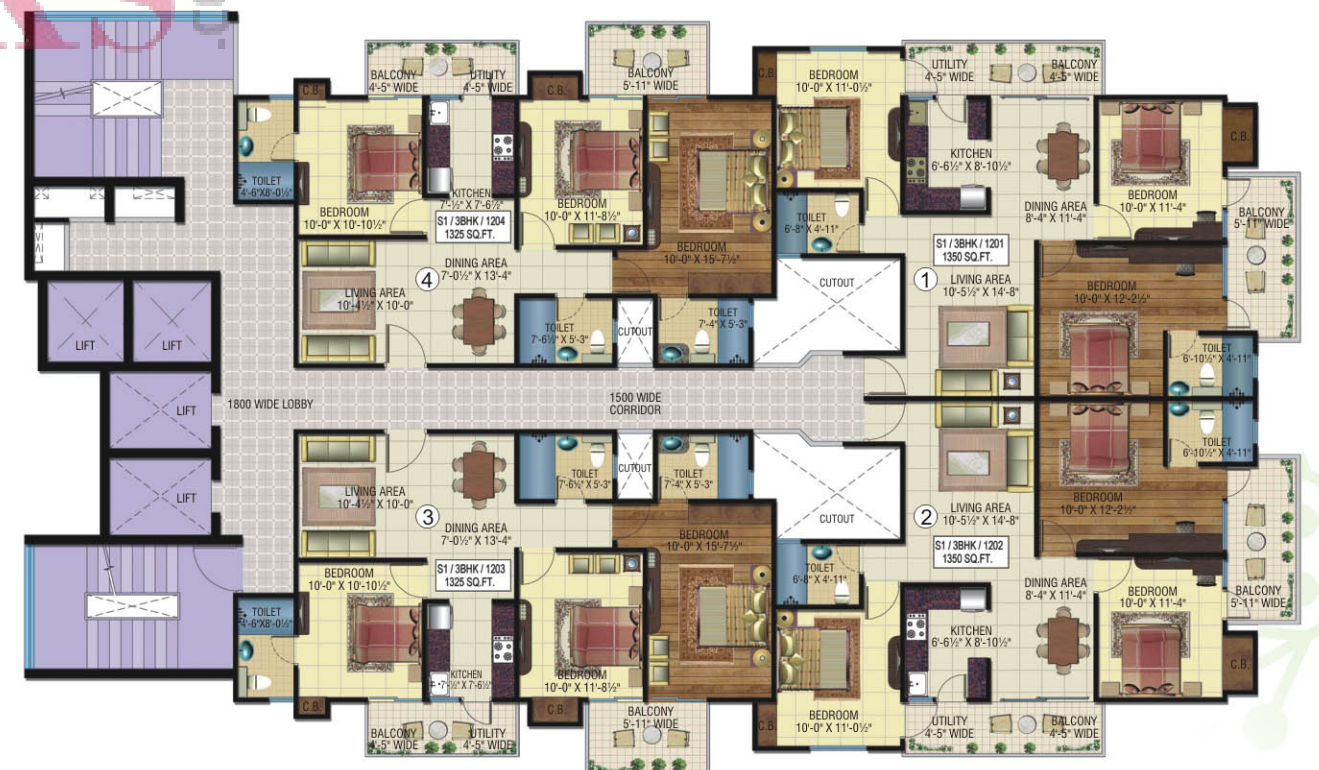 RKS
BALCONY
4'-5" WIDE
UTILITY
4'-5" WIDE
BALCONY
5'-11" WIDE
C.B.
C.B.
C.B.
BEDROOM
10'-0" X 11'-0½"
UTILITY
4'-5" WIDE
BALCONY
4'-5" WIDE
C.B.
TOILET
4'-6"X8'-0½"
BEDROOM
10'-0" X 10'-10½"
KITCHEN
7'-½" X 7'-6½"
S1 / 3BHK / 1204
1325 SQ.FT.
BEDROOM
10'-0" X 11'-8½"
BEDROOM
10'-0" X 15'-7½"
TOILET
6'-8" X 4'-11"
KITCHEN
6'-6½" X 8'-10½"
DINING AREA
8'-4" X 11'-4"
BEDROOM
10'-0" X 11'-4"
BALCONY
5'-11" WIDE
S1 / 3BHK / 1201
1350 SQ.FT.
DINING AREA
7'-0½" X 13'-4"
4
LIVING AREA
10'-4½" X 10'-0"
CUTOUT
1
LIVING AREA
10'-5½" X 14'-8"
BEDROOM
10'-0" X 12'-2½"
LIFT
LIFT
TOILET
7'-6½" X 5'-3"
CUTOUT
TOILET
7'-4" X 5'-3"
TOILET
6'-10½" X 4'-11"
LIFT
1800 WIDE LOBBY
1500 WIDE
CORRIDOR
LIFT
LIVING AREA
10'-4½" X 10'-0"
TOILET
7'-6½" X 5'-3"
CUTOUT
TOILET
7'-4" X 5'-3"
TOILET
6'-10½" X 4'-11"
3
DINING AREA
7'-0½" X 13'-4"
CUTOUT
2
LIVING AREA
10'-5½" X 14'-8"
BEDROOM
10'-0" X 12'-2½"
BEDROOM
10'-0" X 15'-7½"
S1 / 3BHK / 1203
1325 SQ.FT.
S1 / 3BHK / 1202
1350 SQ.FT.
BEDROOM
10'-0" X 10'-10½"
TOILET
6'-8" X 4'-11"
DINING AREA
8'-4" X 11'-4"
BEDROOM
10'-0" X 11'-4"
BALCONY
5'-11" WIDE
TOILET
4'-6"X8'-0½"
KITCHEN
7'-½" X 7'-6½"
BEDROOM
10'-0" X 11'-8½"
KITCHEN
6'-6½" X 8'-10½"
C.B.
C.B.
C.B.
C.B.
BALCONY
4'-5" WIDE
UTILITY
4'-5" WIDE
BALCONY
5'-11" WIDE
BEDROOM
10'-0" X 11'-0½"
UTILITY
4'-5" WIDE
BALCONY
4'-5" WIDE